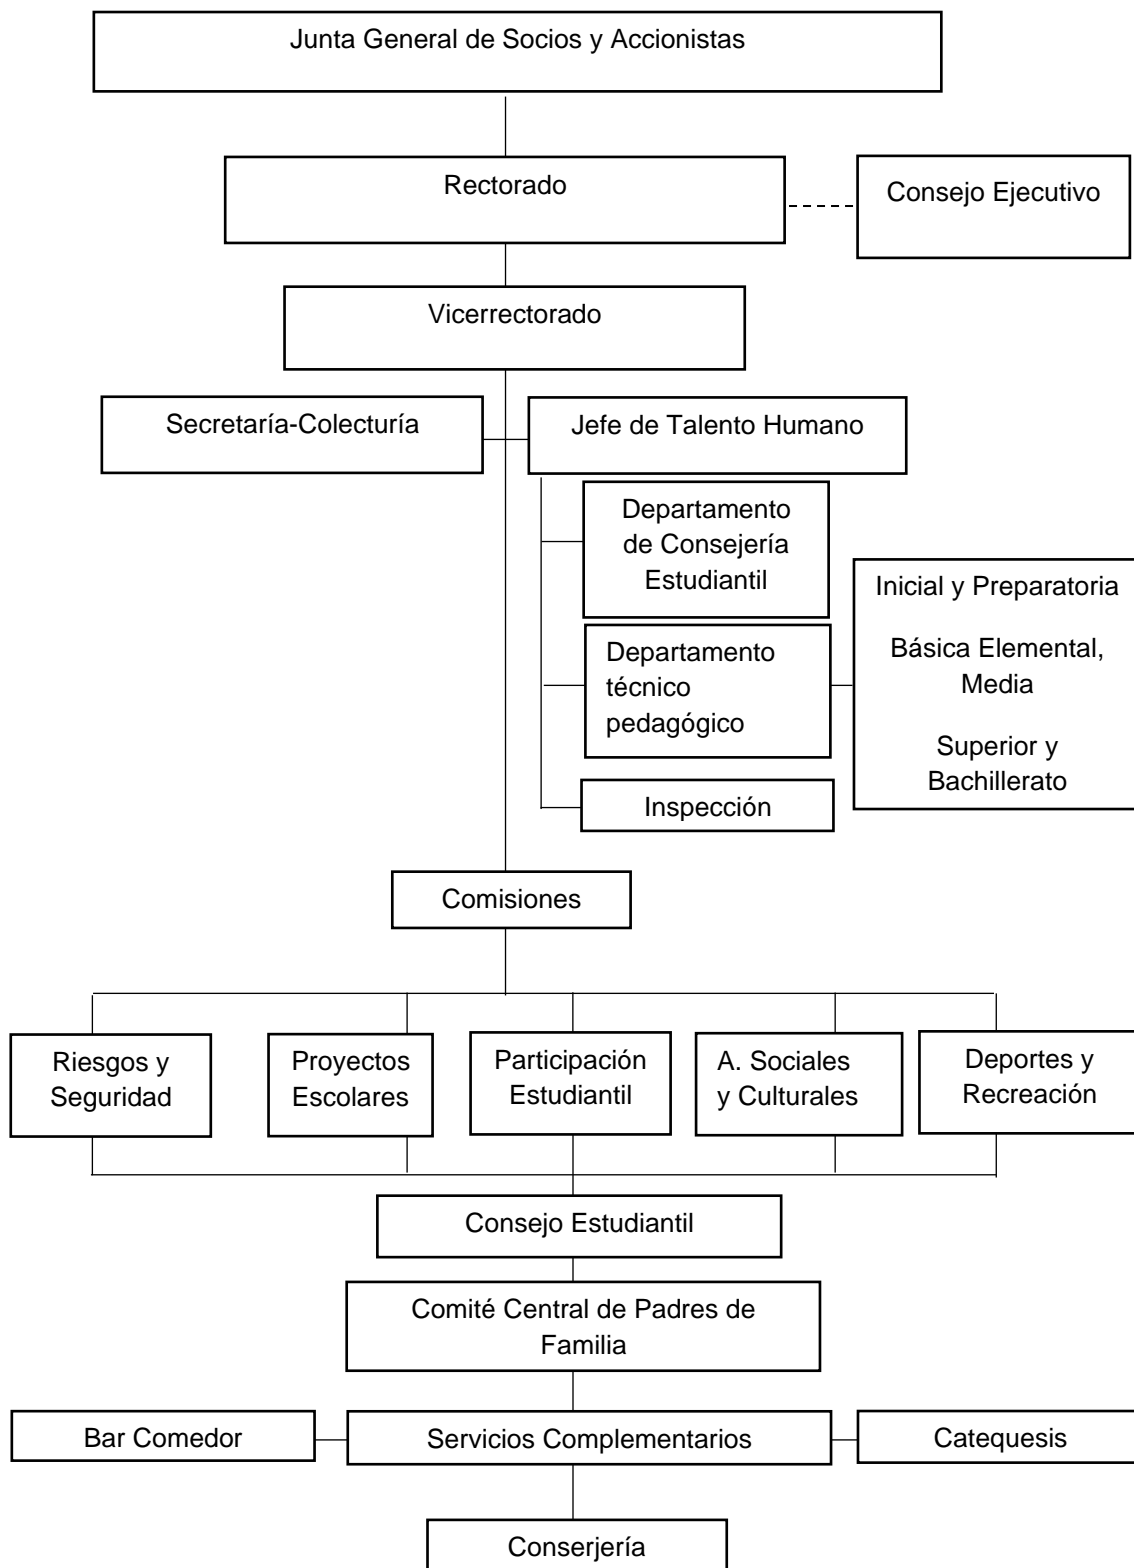 Junta General de Socios y Accionistas
Rectorado
Consejo Ejecutivo
Vicerrectorado
Secretaría-Colecturía
Jefe de Talento Humano
Departamento
de Consejería
Estudiantil
Inicial y Preparatoria
Básica Elemental,
Media
Superior y
Bachillerato
Departamento
técnico
pedagógico
Inspección
Comisiones
Riesgos y
Seguridad
Proyectos
Escolares
Participación
Estudiantil
A. Sociales
y Culturales
Deportes y
Recreación
Consejo Estudiantil
Comité Central de Padres de
Familia
Bar Comedor
Servicios Complementarios
Catequesis
Conserjería